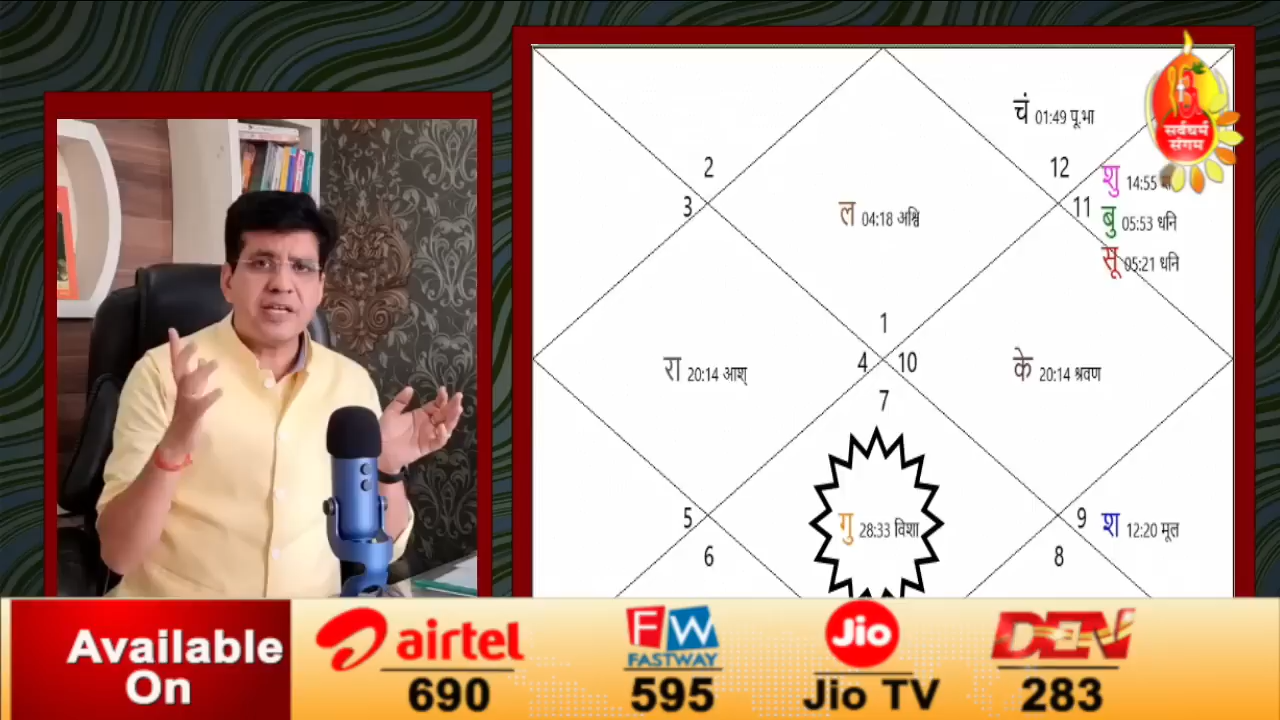 चं 01:49 पू.भा
सर्वधर्म
संगम
2
12
शु 14:55
3
11
ल 04:18 अश्वि
बु 05:53 धनि
सू 05:21 धनि
1
4
10
रा 20:14 आश्
के 20:14 श्रवण
7
5
9
गु 28:33 विशा
श 12:20 मूल
6
8
Available
On
airtel
690
FW
FASTWAY
595
Jio
Jio TV
DEN
283